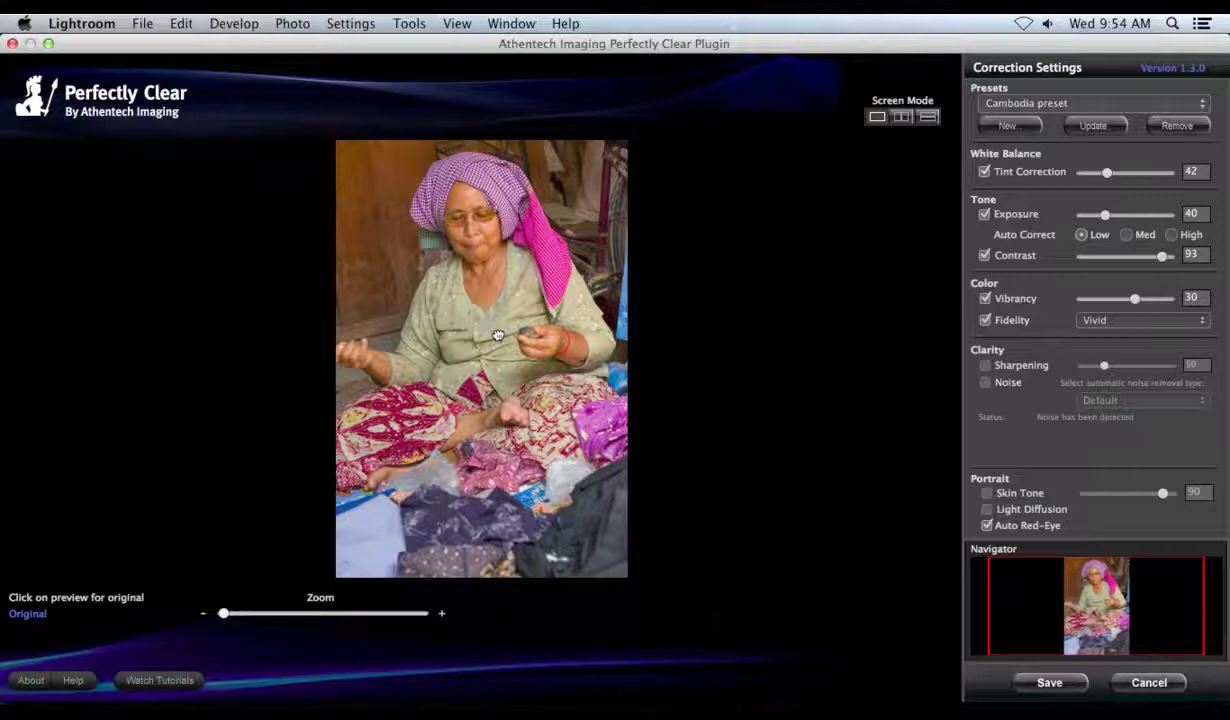 Lightroom File Edit Develop Photo Settings Tools View Window Help Wed 9:54 AM
Athentech Imaging Perfectly Clear Plugin
Perfectly Clear
By Athentech Imaging
Screen Mode
Click on preview for original
Original
Zoom
- +
About Help Watch Tutorials
Correction Settings Version 1.3.0
Presets
Cambodia preset
New... Update Remove
White Balance
Tint Correction 42
Tone
Exposure 40
Auto Correct Low Med High
Contrast 93
Color
Vibrancy 30
Fidelity Vivid
Clarity
Sharpening 50
Noise Select automatic noise removal type:
Default
Status: Noise has been detected
Portrait
Skin Tone 90
Light Diffusion
Auto Red-Eye
Navigator
Save Cancel